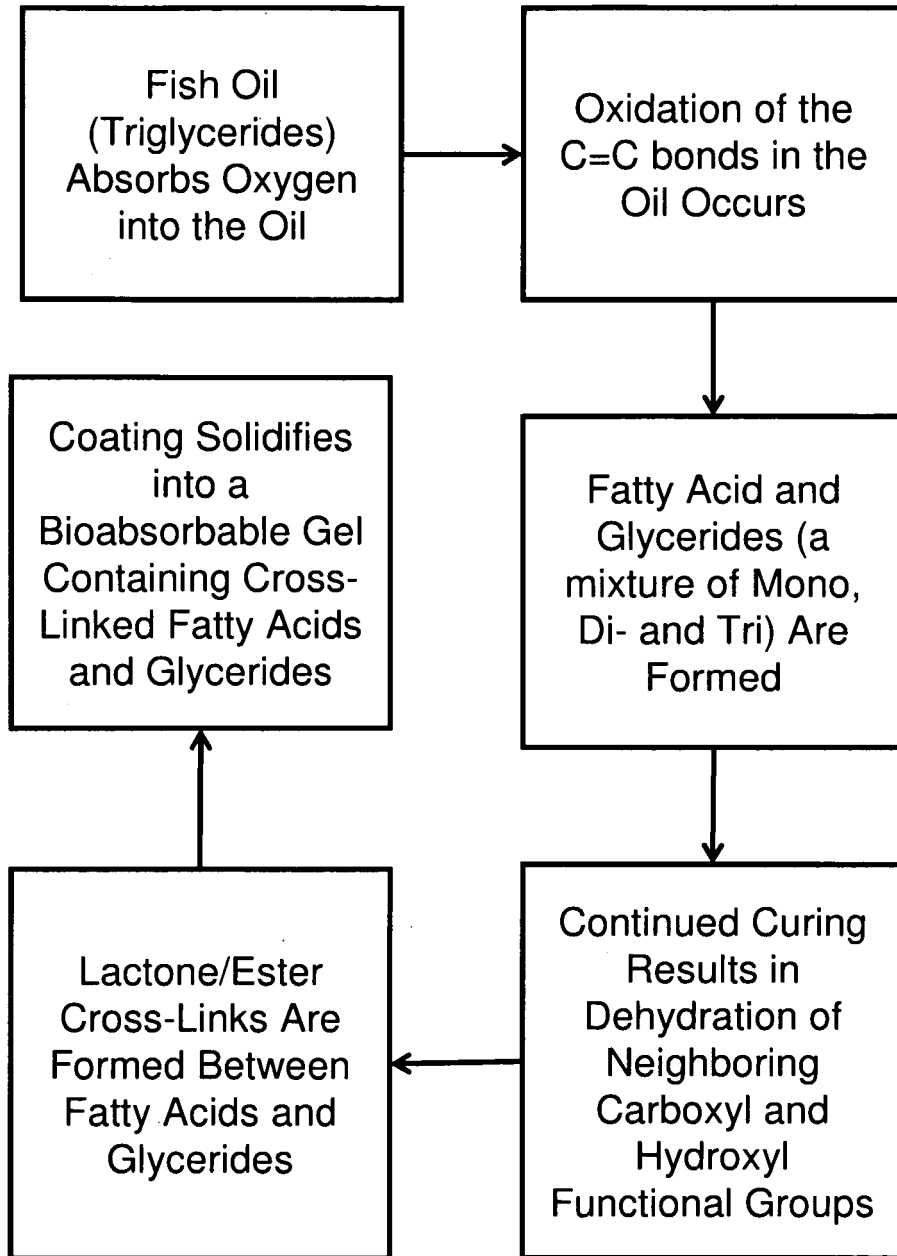 Fish Oil
(Triglycerides)
Absorbs Oxygen
into the Oil
Oxidation of the
C=C bonds in the
Oil Occurs
Fatty Acid and
Glycerides (a
mixture of Mono,
Di- and Tri) Are
Formed
Continued Curing
Results in
Dehydration of
Neighboring
Carboxyl and
Hydroxyl
Functional Groups
Lactone/Ester
Cross-Links Are
Formed Between
Fatty Acids and
Glycerides
Coating Solidifies
into a
Bioabsorbable Gel
Containing Cross-
Linked Fatty Acids
and Glycerides